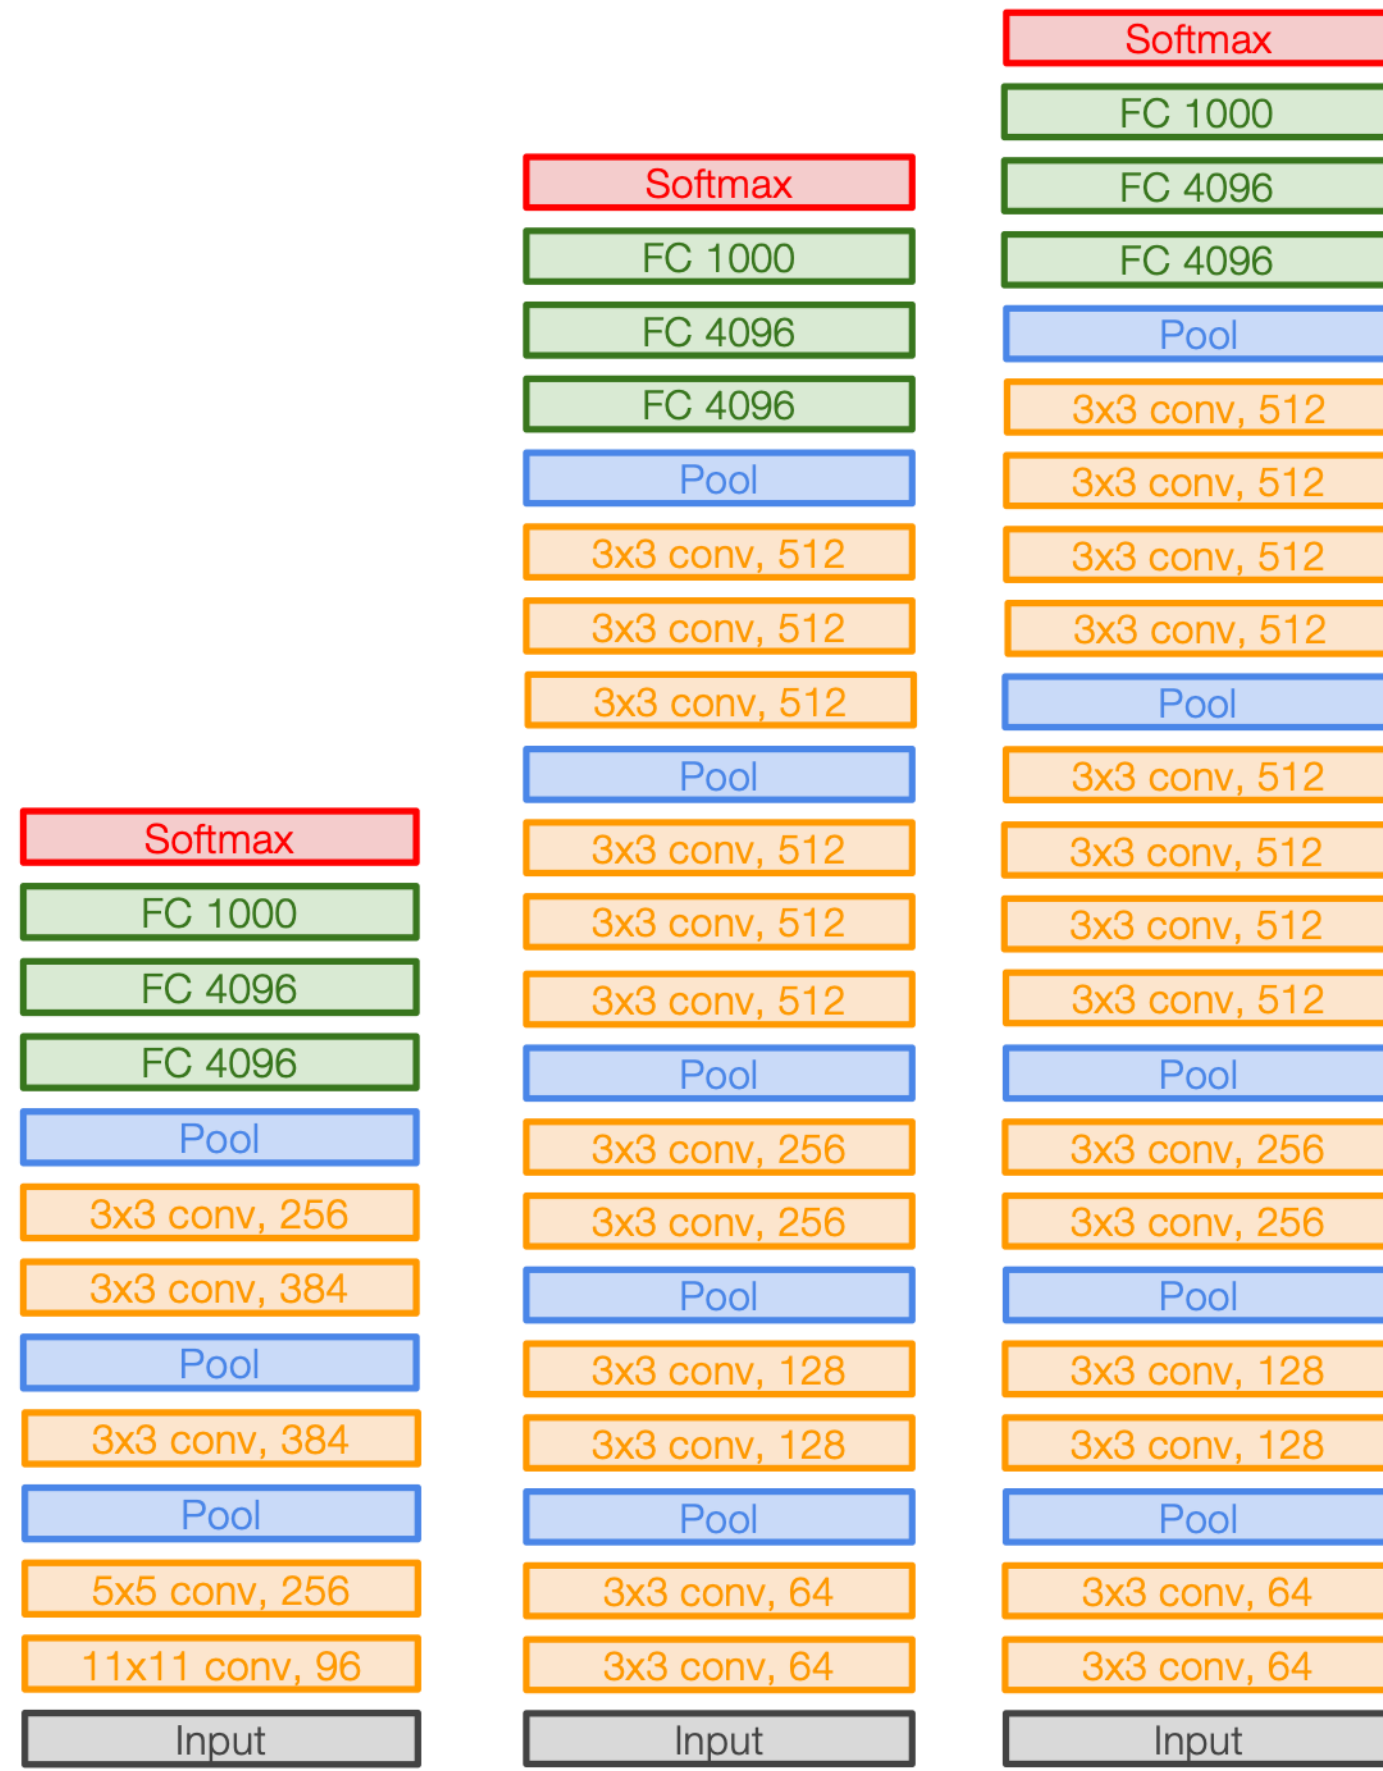 Softmax
FC 1000
FC 4096
FC 4096
Pool
3x3 conv, 256
3x3 conv, 384
Pool
3x3 conv, 384
Pool
5x5 conv, 256
11x11 conv, 96
Input
Softmax
FC 1000
FC 4096
FC 4096
Pool
3x3 conv, 512
3x3 conv, 512
3x3 conv, 512
Pool
3x3 conv, 512
3x3 conv, 512
3x3 conv, 512
Pool
3x3 conv, 256
3x3 conv, 256
Pool
3x3 conv, 128
3x3 conv, 128
Pool
3x3 conv, 64
3x3 conv, 64
Input
Softmax
FC 1000
FC 4096
FC 4096
Pool
3x3 conv, 512
3x3 conv, 512
3x3 conv, 512
3x3 conv, 512
Pool
3x3 conv, 512
3x3 conv, 512
3x3 conv, 512
3x3 conv, 512
Pool
3x3 conv, 256
3x3 conv, 256
Pool
3x3 conv, 128
3x3 conv, 128
Pool
3x3 conv, 64
3x3 conv, 64
Input